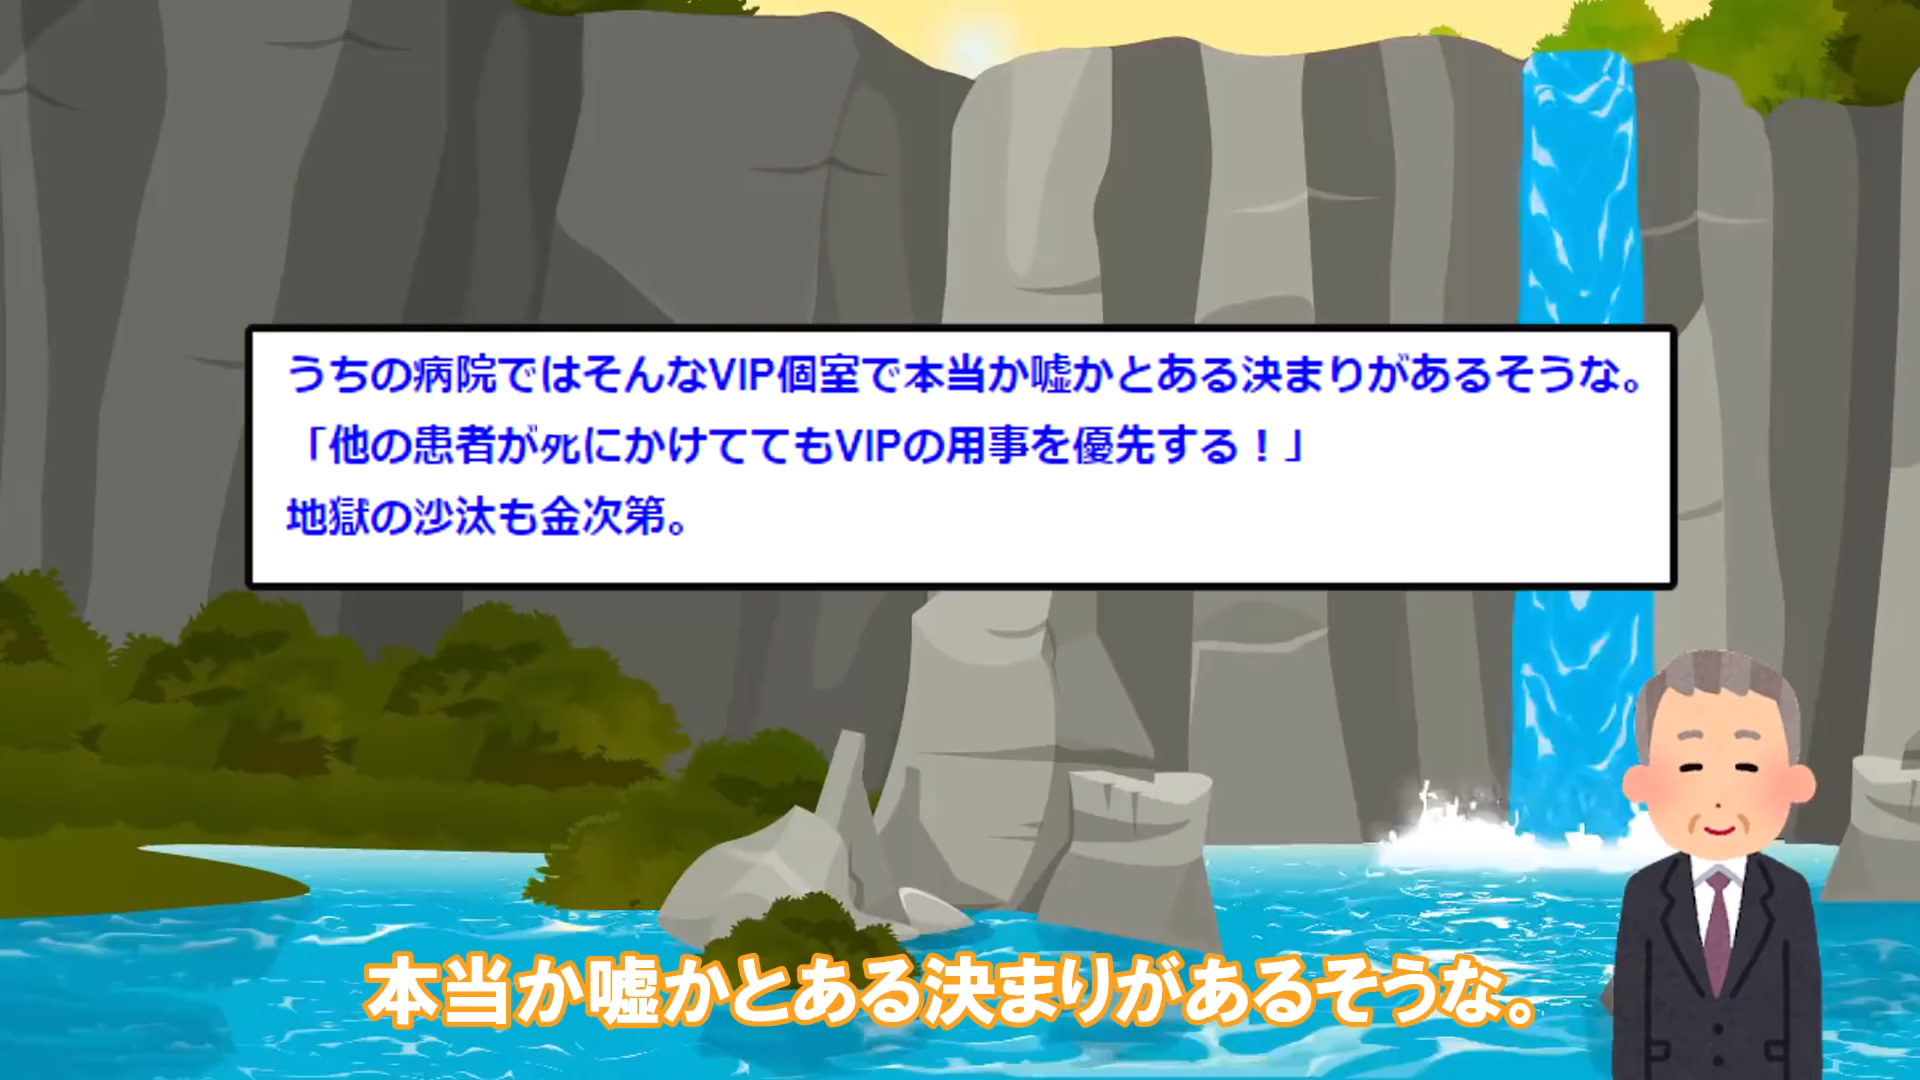 うちの病院ではそんなVIP個室で本当か嘘かとある決まりがあるそうな。
「他の患者が死にかけててもVIPの用事を優先する！」
地獄の沙汰も金次第。
本当か嘘かとある決まりがあるそうな。